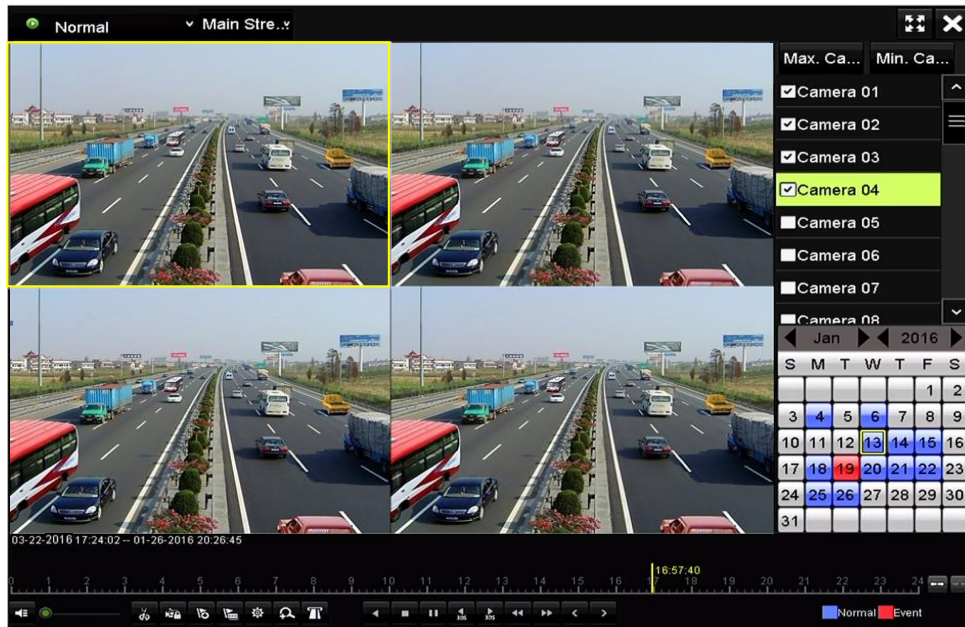 Normal Main Stre...
Max. Ca... Min. Ca...
Camera 01
Camera 02
Camera 03
Camera 04
Camera 05
Camera 06
Camera 07
Camera 08
Jan 2016
S M T W T F S
1 2
3 4 5 6 7 8 9
10 11 12 13 14 15 16
17 18 19 20 21 22 23
24 25 26 27 28 29 30
31
03-22-2016 17:24:02 -- 01-26-2016 20:26:45
16:57:40
0 1 2 3 4 5 6 7 8 9 10 11 12 13 14 15 16 17 18 19 20 21 22 23 24
30S 30S
Normal Event